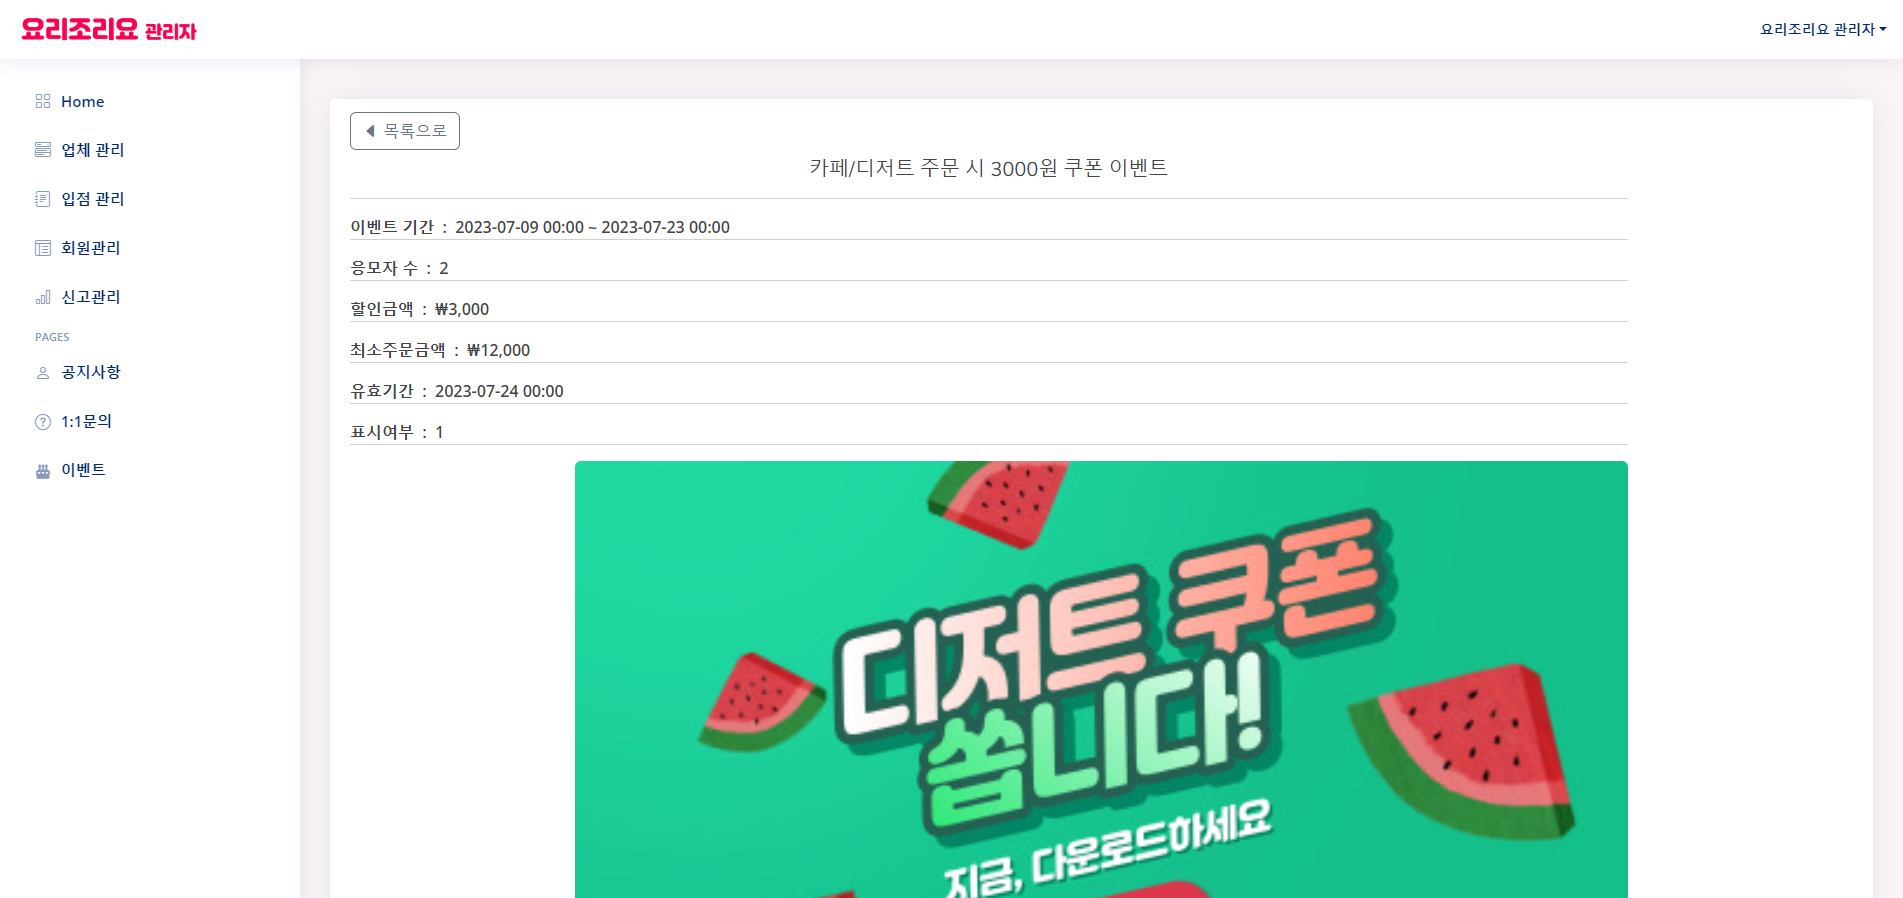 요리조리요 관리자
요리조리요 관리자
Home
업체 관리
입점 관리
회원관리
신고관리
PAGES
공지사항
1:1문의
이벤트
목록으로
카페/디저트 주문 시 3000원 쿠폰 이벤트
이벤트 기간 : 2023-07-09 00:00 ~ 2023-07-23 00:00
응모자 수 : 2
할인금액 : ₩3,000
최소주문금액 : ₩12,000
유효기간 : 2023-07-24 00:00
표시여부 : 1
디저트 쿠폰
쏩니다!
지금, 다운로드하세요